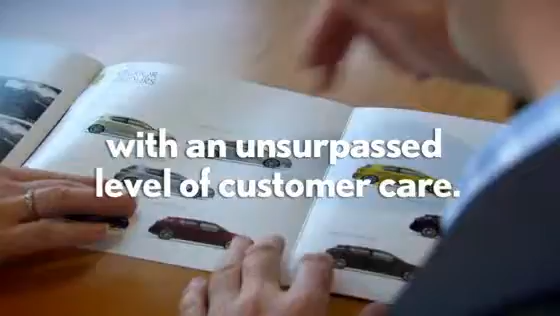 with an unsurpassed
level of customer care.